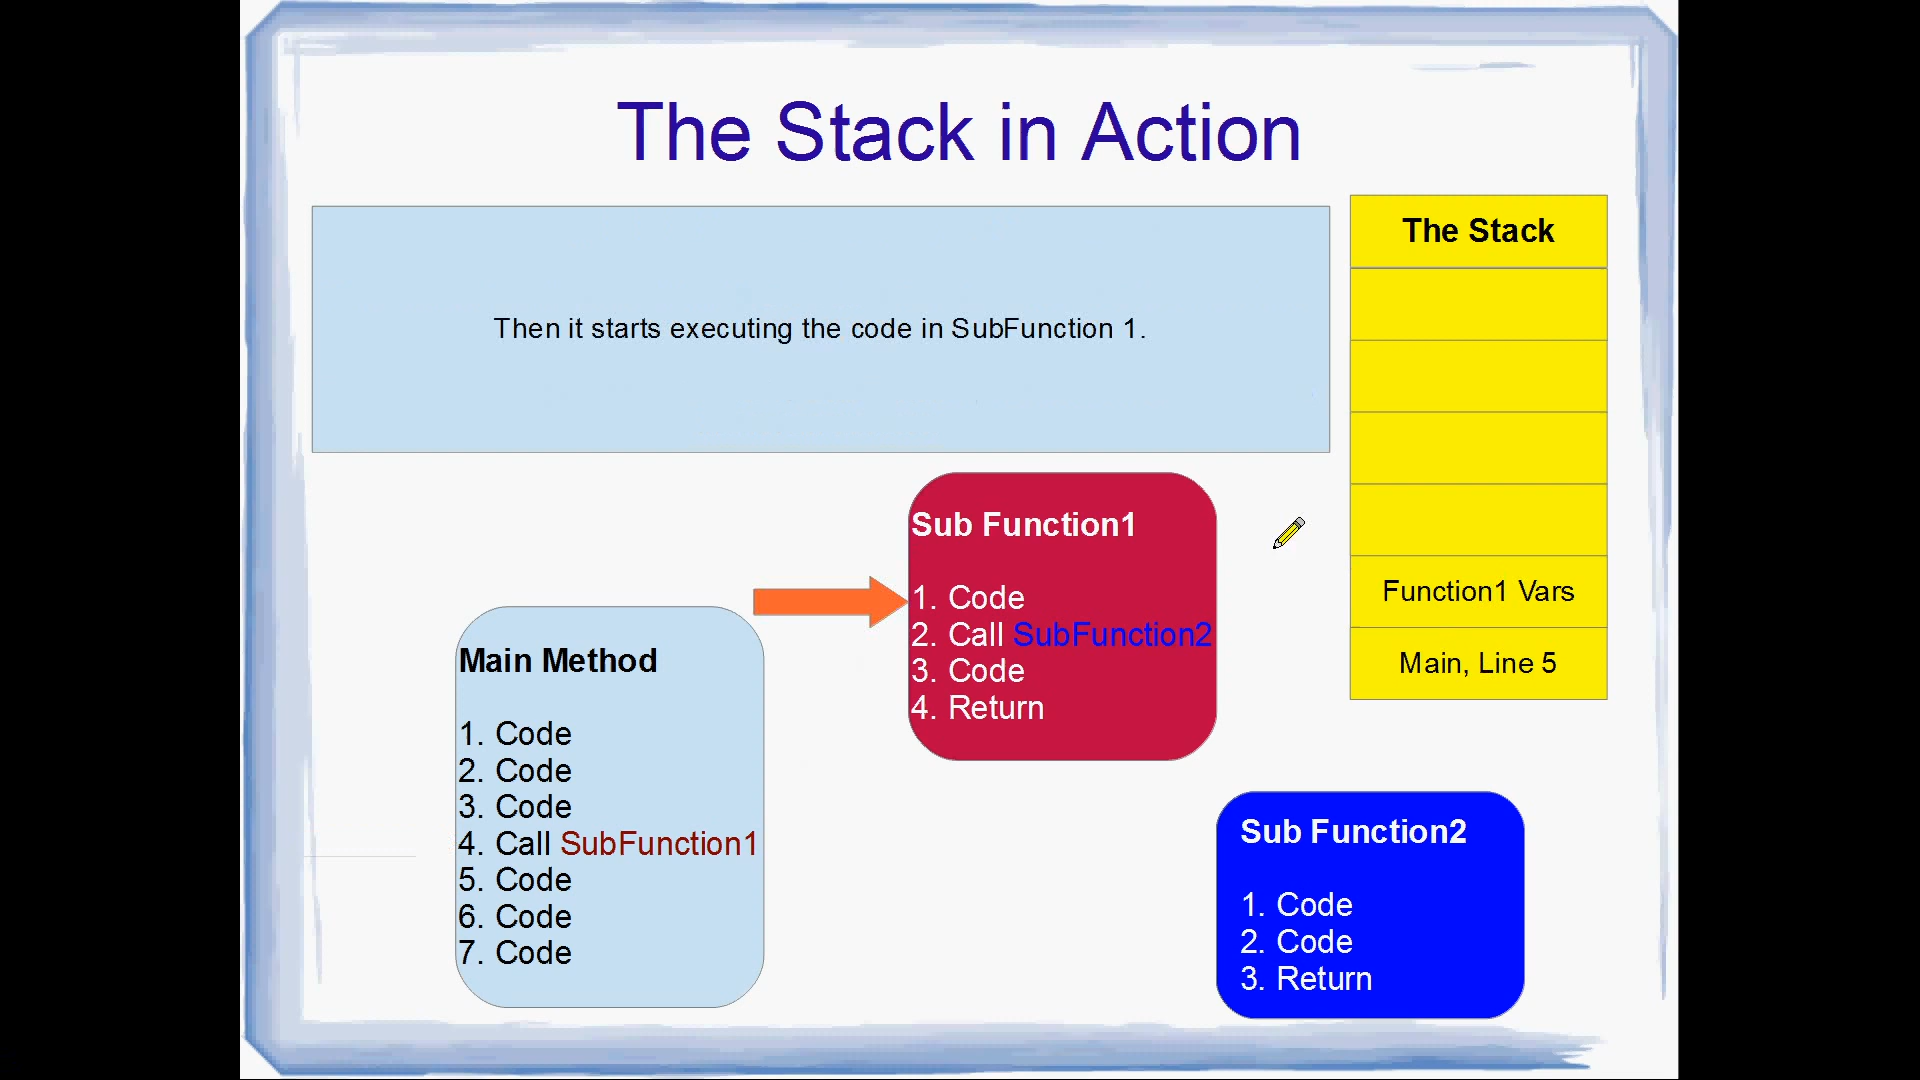 The Stack in Action
Then it starts executing the code in SubFunction 1.
The Stack
Function1 Vars
Main, Line 5
Sub Function1
1. Code
2. Call SubFunction2
3. Code
4. Return
Main Method
1. Code
2. Code
3. Code
4. Call SubFunction1
5. Code
6. Code
7. Code
Sub Function2
1. Code
2. Code
3. Return